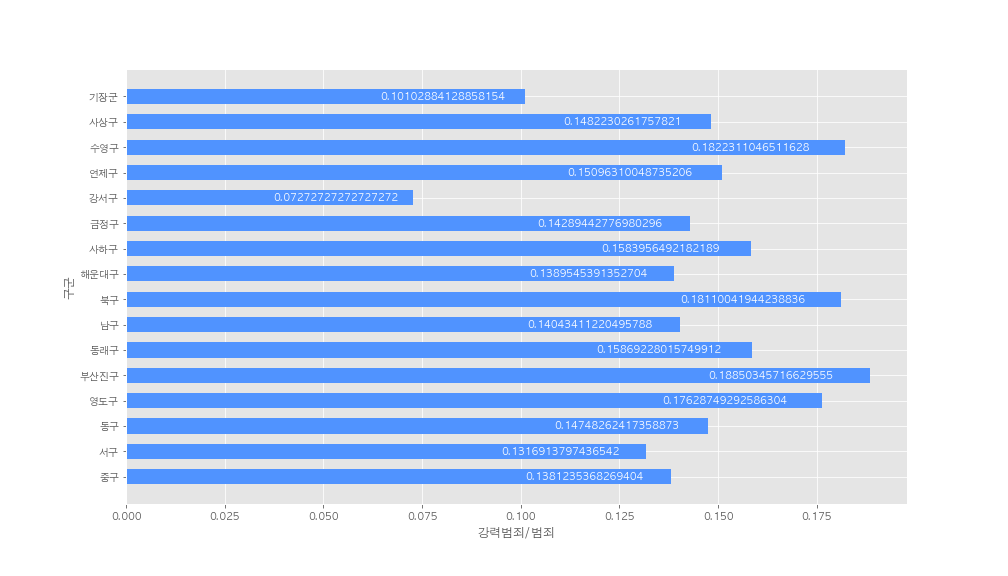 기장군 0.10102884128858154
사상구 0.1482230261757821
수영구 0.1822311046511628
연제구 0.15096310048735206
강서구 0.07272727272727272
금정구 0.14289442776980296
사하구 0.1583956492182189
해운대구 0.1389545391352704
북구 0.18110041944238836
남구 0.14043411220495788
동래구 0.15869228015749912
부산진구 0.18850345716629555
영도구 0.17628749292586304
동구 0.14748262417358873
서구 0.1316913797436542
중구 0.1381235368269404
구군
0.000 0.025 0.050 0.075 0.100 0.125 0.150 0.175
강력범죄/범죄